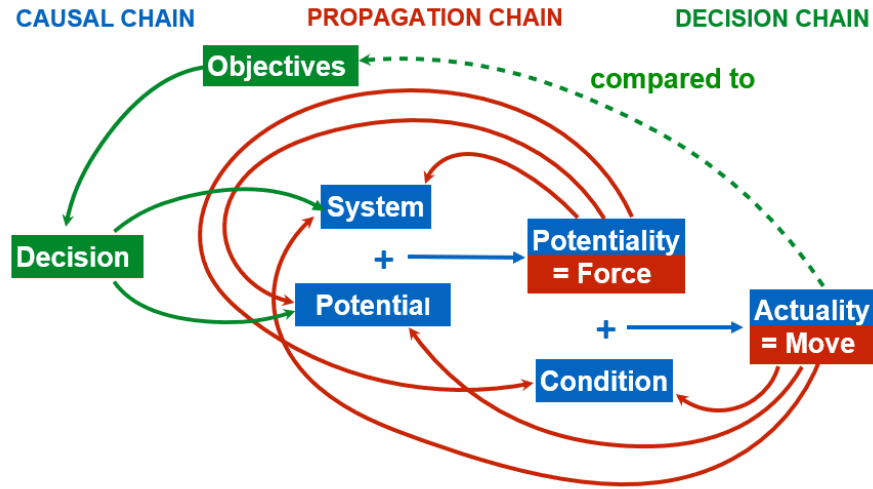 CAUSAL CHAIN
PROPAGATION CHAIN
DECISION CHAIN
Objectives
compared to
System
Decision
+
Potentiality
= Force
Potential
Actuality
= Move
+
Condition